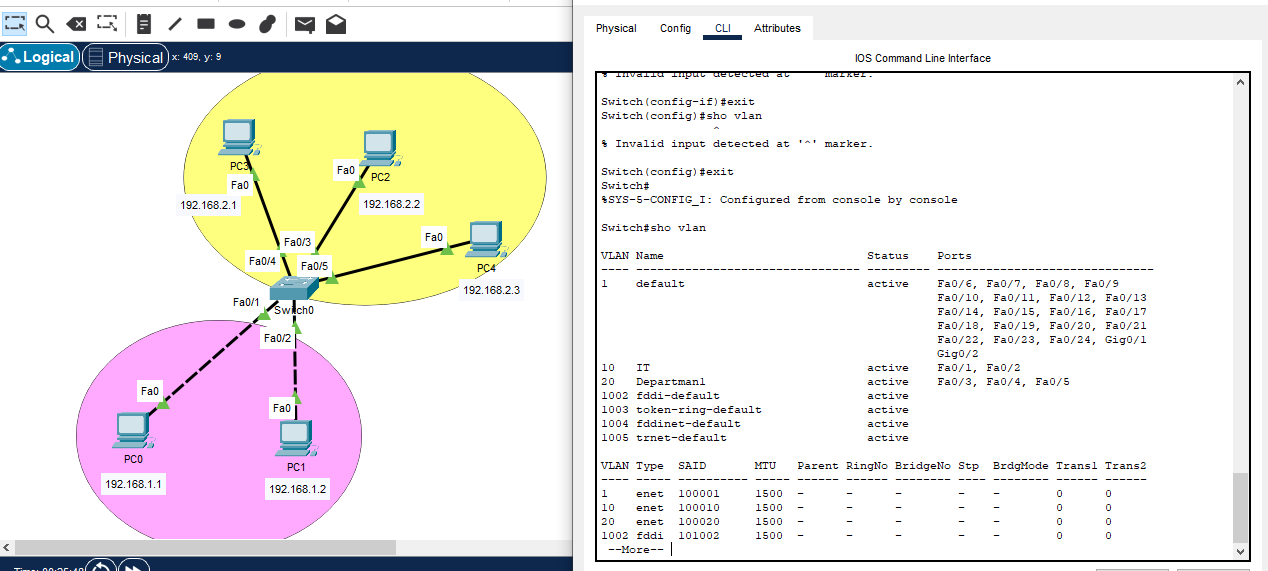 Logical
Physical
x: 409, y: 9
PC3
Fa0
192.168.2.1
Fa0
PC2
192.168.2.2
Fa0
PC4
192.168.2.3
Fa0/3
Fa0/4
Fa0/5
Fa0/1
Switch0
Fa0/2
Fa0
PC0
192.168.1.1
Fa0
PC1
192.168.1.2
Physical Config CLI Attributes
IOS Command Line Interface
% Invalid input detected at marker.
Switch(config-if)#exit
Switch(config)#sho vlan
^
% Invalid input detected at '^' marker.
Switch(config)#exit
Switch#
%SYS-5-CONFIG_I: Configured from console by console
Switch#sho vlan
VLAN Name Status Ports
---- -------------------------------- --------- -------------------------------
1 default active Fa0/6, Fa0/7, Fa0/8, Fa0/9
Fa0/10, Fa0/11, Fa0/12, Fa0/13
Fa0/14, Fa0/15, Fa0/16, Fa0/17
Fa0/18, Fa0/19, Fa0/20, Fa0/21
Fa0/22, Fa0/23, Fa0/24, Gig0/1
Gig0/2
10 IT active Fa0/1, Fa0/2
20 Departman1 active Fa0/3, Fa0/4, Fa0/5
1002 fddi-default active
1003 token-ring-default active
1004 fddinet-default active
1005 trnet-default active
VLAN Type SAID MTU Parent RingNo BridgeNo Stp BrdgMode Trans1 Trans2
---- ----- ---------- ----- ------ ------ -------- ---- -------- ------ ------
1 enet 100001 1500 - - - - - 0 0
10 enet 100010 1500 - - - - - 0 0
20 enet 100020 1500 - - - - - 0 0
1002 fddi 101002 1500 - - - - - 0 0
--More--